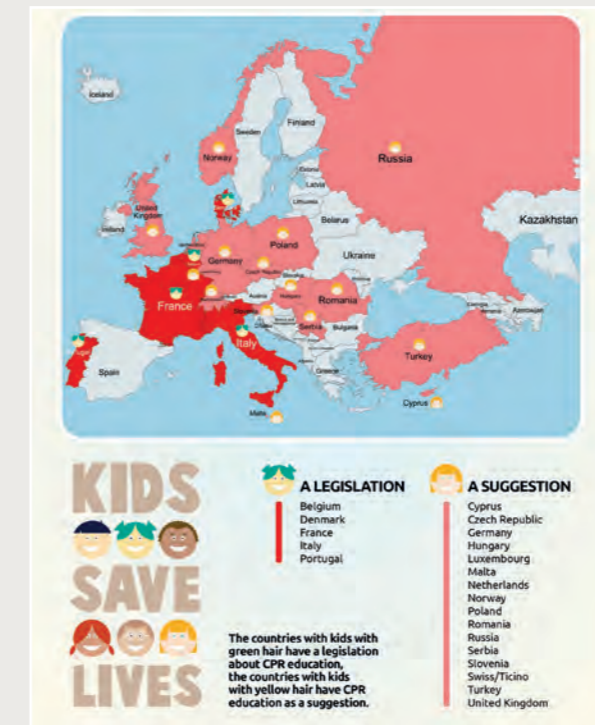 Iceland
Sweden
Finland
Norway
Russia
Estonia
Latvia
Lithuania
United
Kingdom
Ireland
Belarus
Kazakhstan
Poland
Germany
Czech Republic
Slovakia
Ukraine
France
Austria
Hungary
Romania
Slovenia
Serbia
Bulgaria
Italy
Spain
Greece
Turkey
Azerbaijan
Malta
Cyprus
KIDS
SAVE
LIVES
A LEGISLATION
Belgium
Denmark
France
Italy
Portugal
The countries with kids with
green hair have a legislation
about CPR education,
the countries with kids
with yellow hair have CPR
education as a suggestion.
A SUGGESTION
Cyprus
Czech Republic
Germany
Hungary
Luxembourg
Malta
Netherlands
Norway
Poland
Romania
Russia
Serbia
Slovenia
Swiss/Ticino
Turkey
United Kingdom